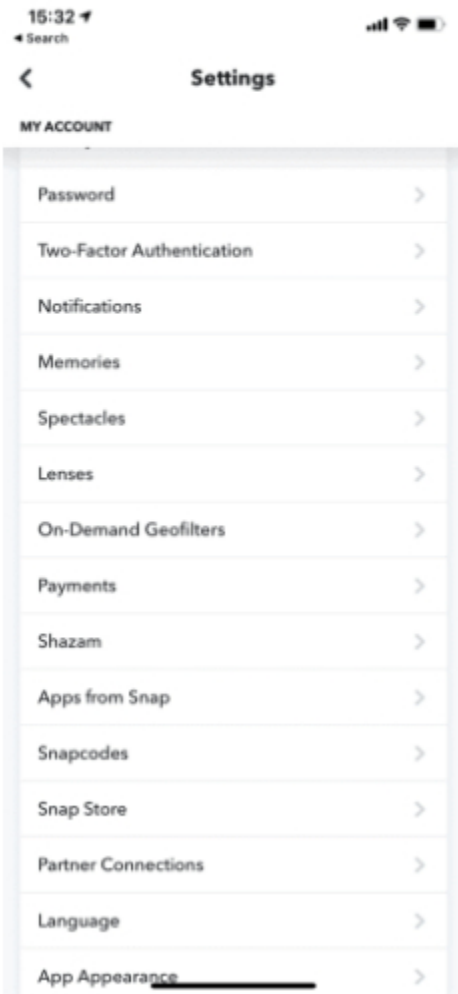 15:32
Search
Settings
MY ACCOUNT
Password
Two-Factor Authentication
Notifications
Memories
Spectacles
Lenses
On-Demand Geofilters
Payments
Shazam
Apps from Snap
Snapcodes
Snap Store
Partner Connections
Language
App Appearance